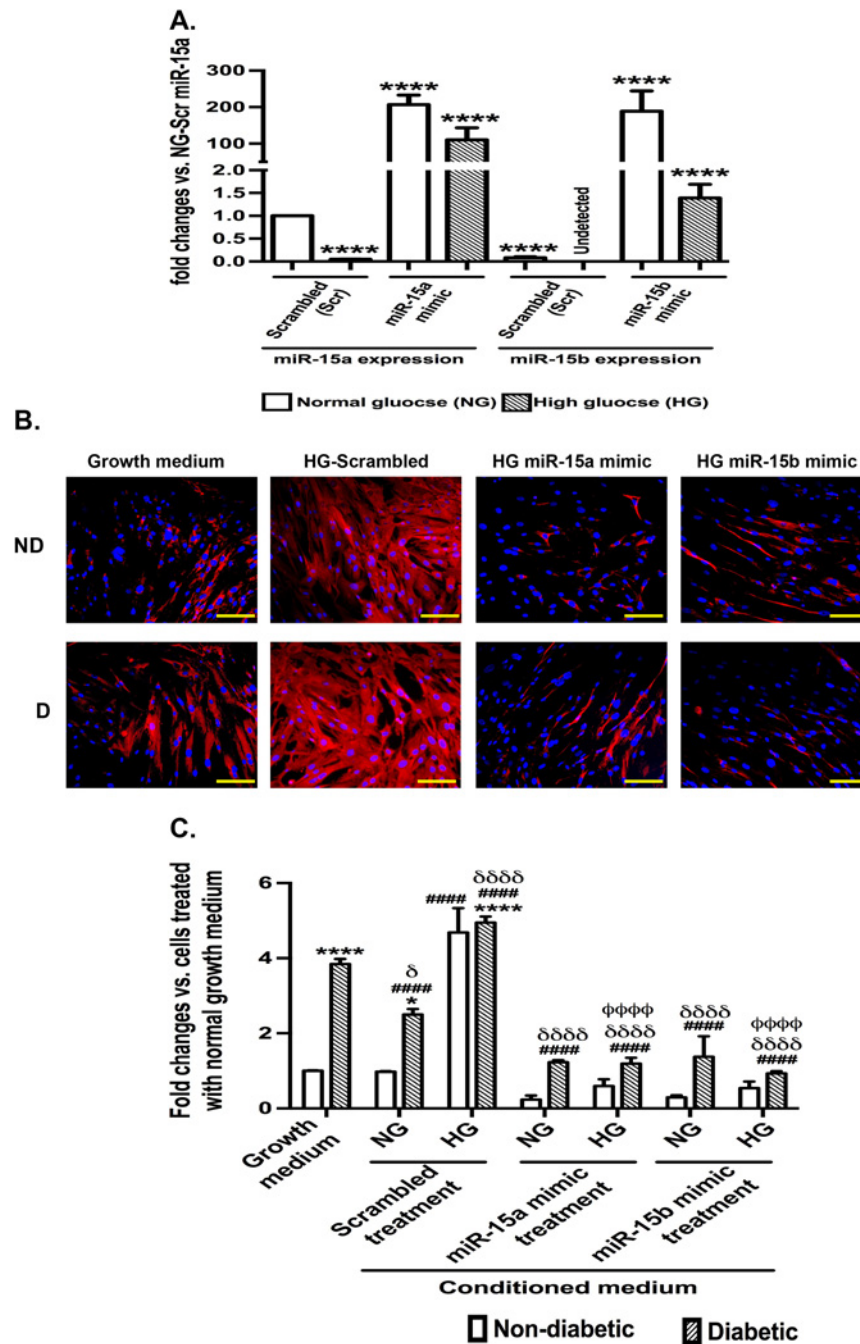 A.
fold changes vs. NG-Scr miR-15a
300
200
100
2.0
1.5
1.0
0.5
0.0
****
****
****
****
Undetected
****
****
Scrambled
(Scr)
miR-15a
mimic
Scrambled
(Scr)
miR-15b
mimic
miR-15a expression
miR-15b expression
Normal gluocse (NG)
High gluocse (HG)
B.
Growth medium
HG-Scrambled
HG miR-15a mimic
HG miR-15b mimic
ND
D
C.
Fold changes vs. cells treated
with normal growth medium
6
4
2
0
****
δ
####
*
####
δδδδ
####
****
δδδδ
####
φφφφ
δδδδ
####
δδδδ
####
φφφφ
δδδδ
####
Growth
medium
NG
HG
NG
HG
NG
HG
Scrambled
treatment
miR-15a mimic
treatment
miR-15b mimic
treatment
Conditioned medium
Non-diabetic
Diabetic